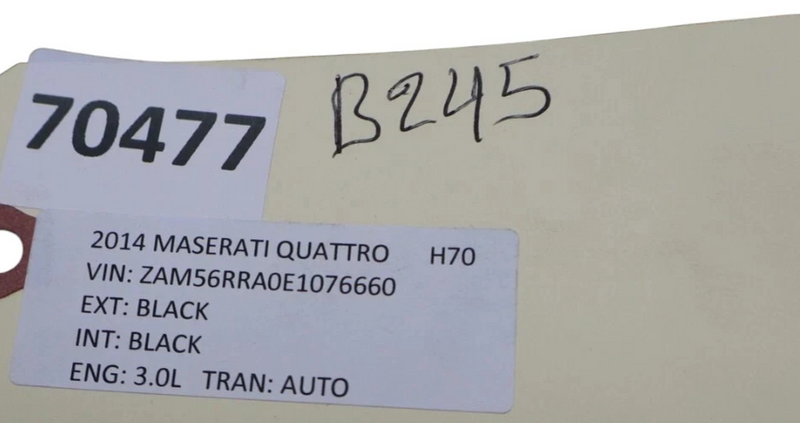 70477
B245
2014 MASERATI QUATTRO H70
VIN: ZAM56RRA0E1076660
EXT: BLACK
INT: BLACK
ENG: 3.0L TRAN: AUTO